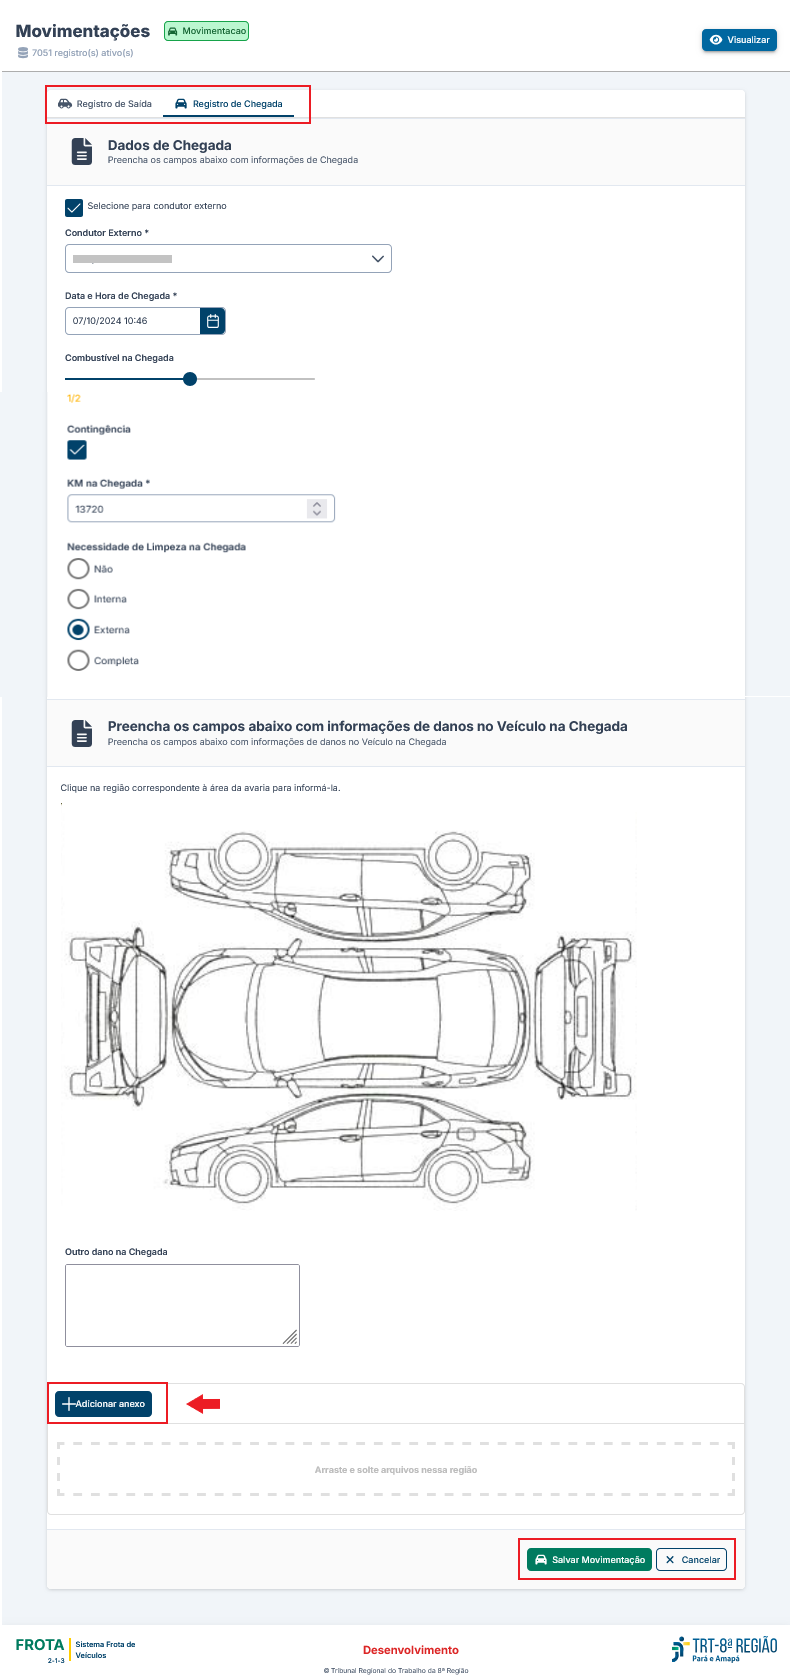 Movimentações
Movimentacao
7051 registro(s) ativo(s)
Visualizar
Registro de Saída
Registro de Chegada
Dados de Chegada
Preencha os campos abaixo com informações de Chegada
Selecione para condutor externo
Condutor Externo *
Data e Hora de Chegada *
07/10/2024 10:46
Combustível na Chegada
1/2
Contingência
KM na Chegada *
13720
Necessidade de Limpeza na Chegada
Não
Interna
Externa
Completa
Preencha os campos abaixo com informações de danos no Veículo na Chegada
Preencha os campos abaixo com informações de danos no Veículo na Chegada
Clique na região correspondente à área da avaria para informá-la.
.
Outro dano na Chegada
Adicionar anexo
Arraste e solte arquivos nessa região
Salvar Movimentação
Cancelar
FROTA
2-1-3
Sistema Frota de
Veículos
Desenvolvimento
© Tribunal Regional do Trabalho da 8ª Região
TRT-8ª REGIÃO
Pará e Amapá